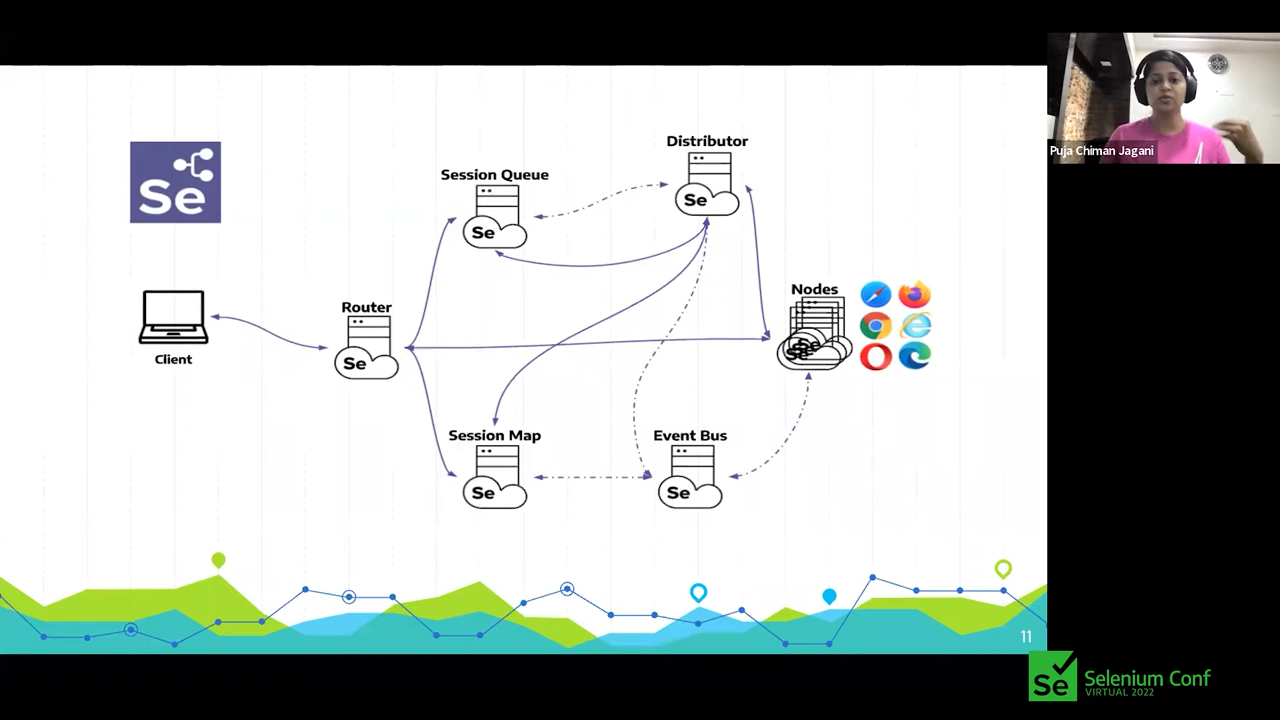 Puja Chiman Jagani
Distributor
Session Queue
Se
Se
Se
Nodes
Router
Se
Client
Se
Session Map
Event Bus
Se
Se
11
Se
Selenium Conf
VIRTUAL 2022